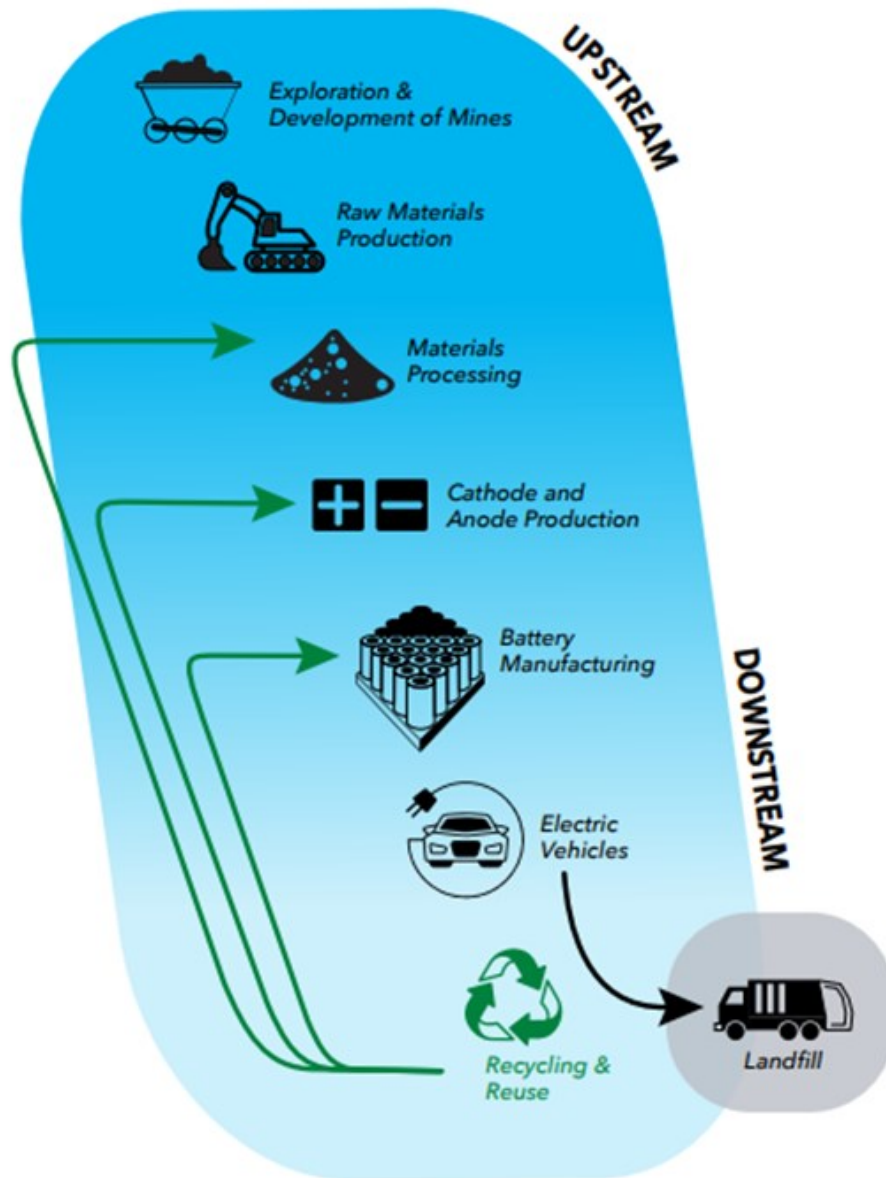 UPSTREAM
Exploration &
Development of Mines
Raw Materials
Production
Materials
Processing
Cathode and
Anode Production
Battery
Manufacturing
DOWNSTREAM
Electric
Vehicles
Recycling &
Reuse
Landfill